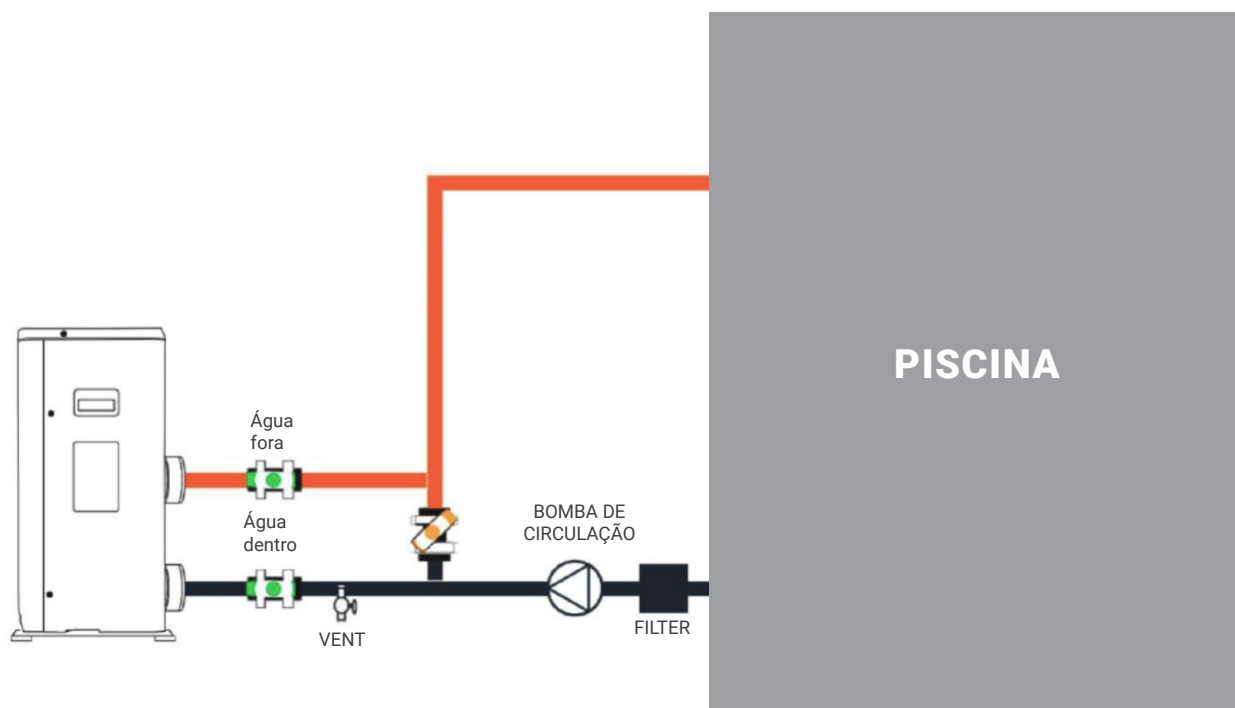 PISCINA
Água
fora
Água
dentro
BOMBA DE
CIRCULAÇÃO
VENT
FILTER